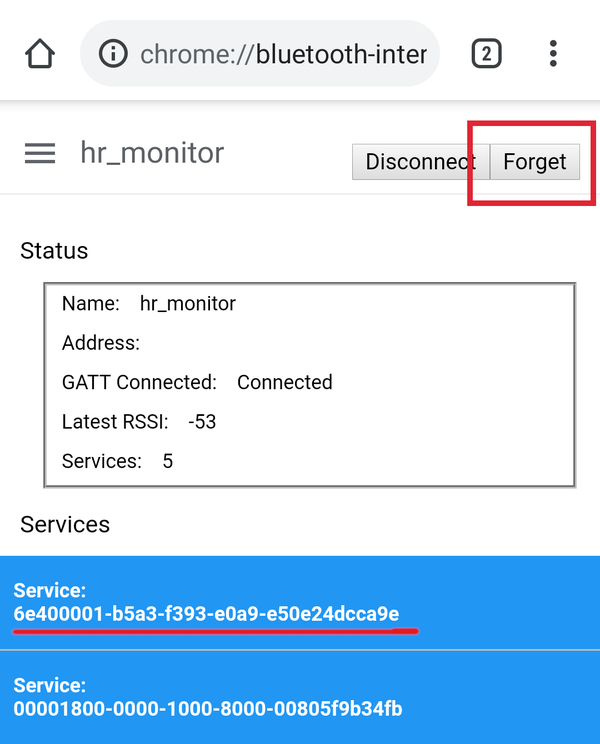 chrome://bluetooth-inter
2
hr_monitor
Disconnect
Forget
Status
Name: hr_monitor
Address:
GATT Connected: Connected
Latest RSSI: -53
Services: 5
Services
Service:
6e400001-b5a3-f393-e0a9-e50e24dcca9e
Service:
00001800-0000-1000-8000-00805f9b34fb